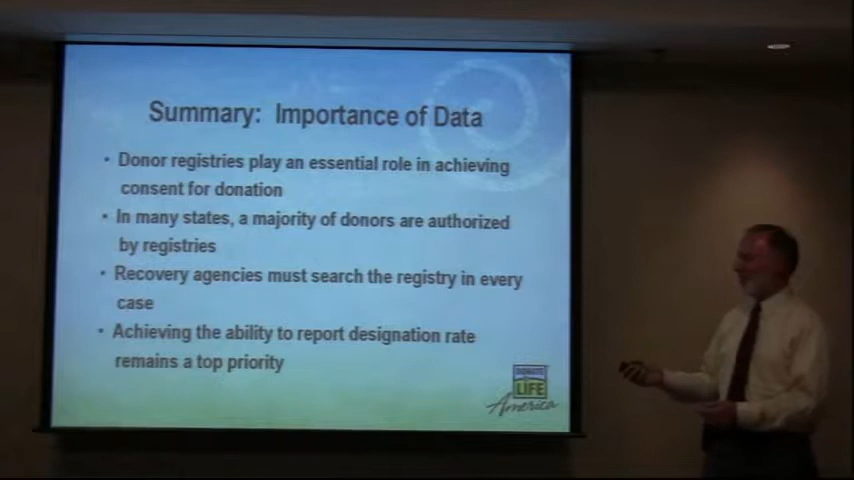 Summary: Importance of Data
• Donor registries play an essential role in achieving
consent for donation
• In many states, a majority of donors are authorized
by registries
• Recovery agencies must search the registry in every
case
• Achieving the ability to report designation rate
remains a top priority
DONATE
LIFE
America